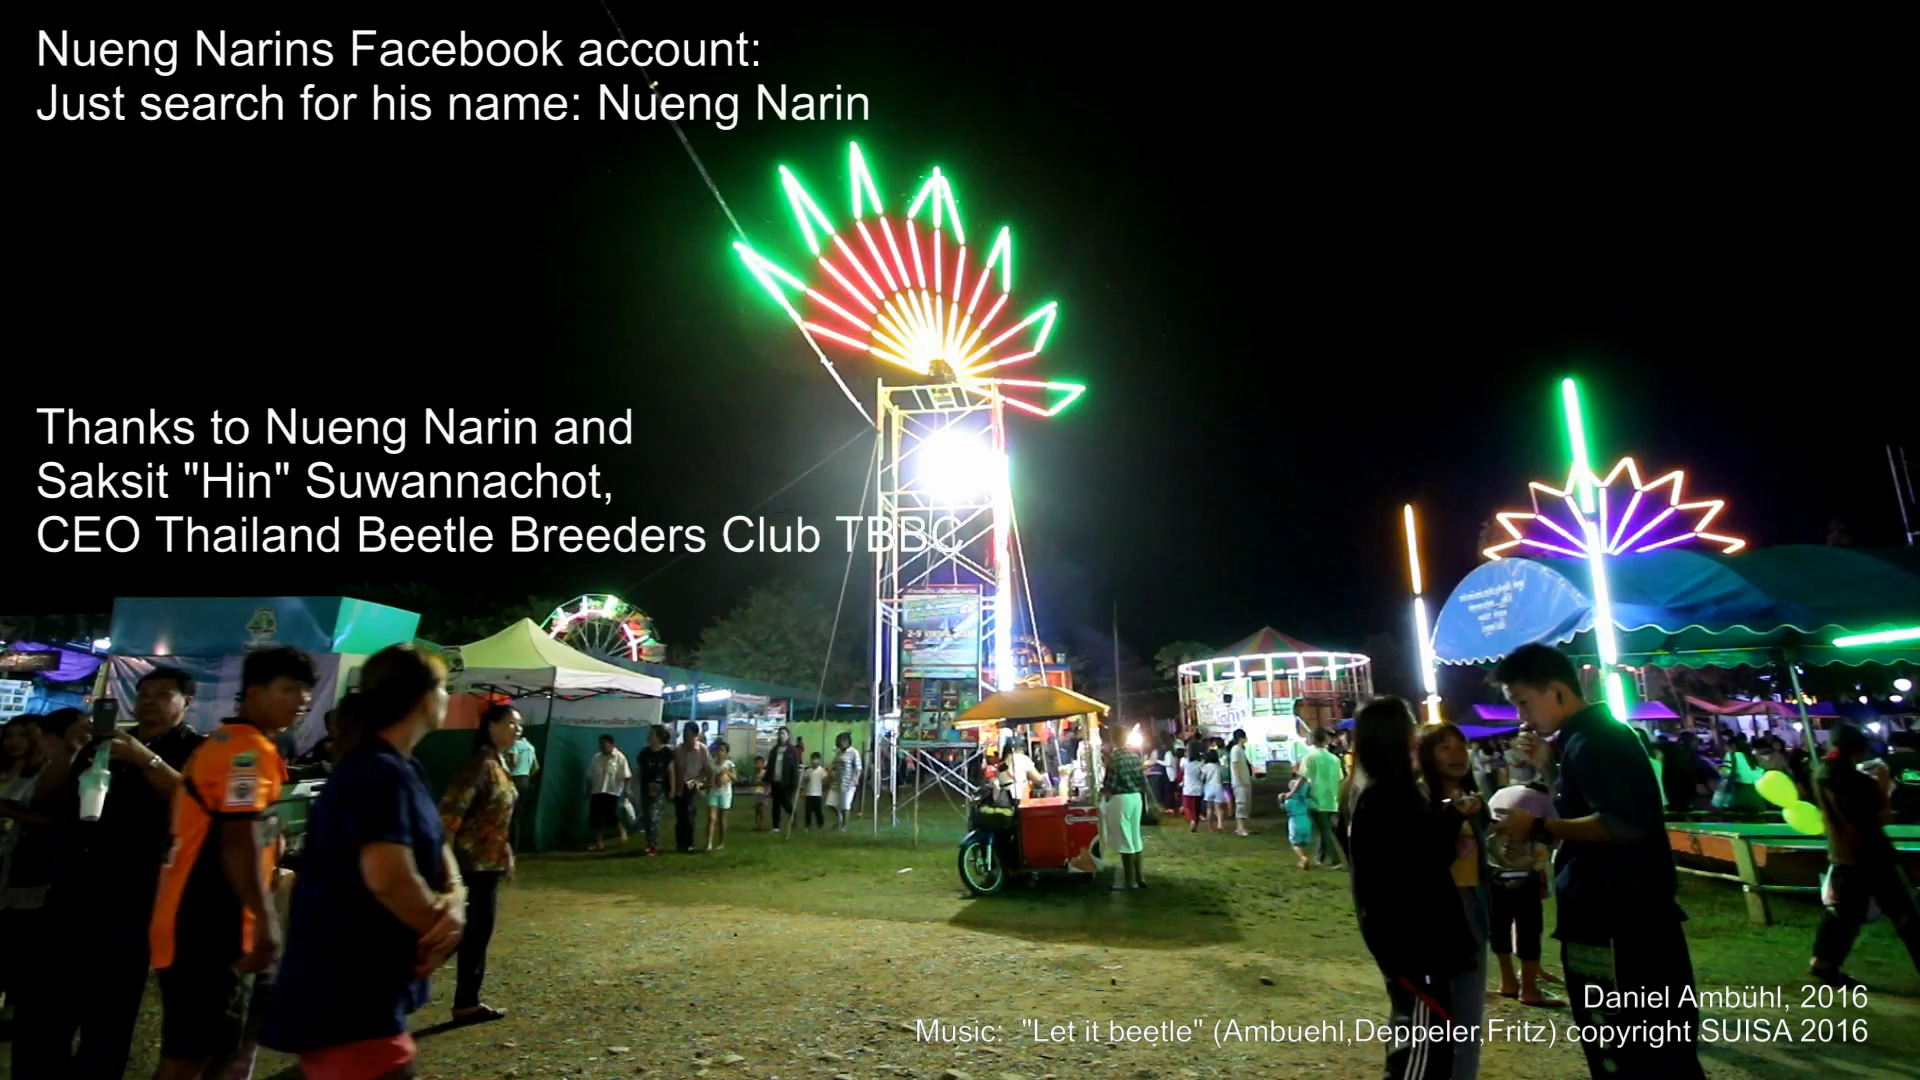 Nueng Narins Facebook account:
Just search for his name: Nueng Narin
Thanks to Nueng Narin and
Saksit "Hin" Suwannachot,
CEO Thailand Beetle Breeders Club TBBC
Daniel Ambühl, 2016
Music:  "Let it beetle" (Ambuehl,Deppeler,Fritz) copyright SUISA 2016